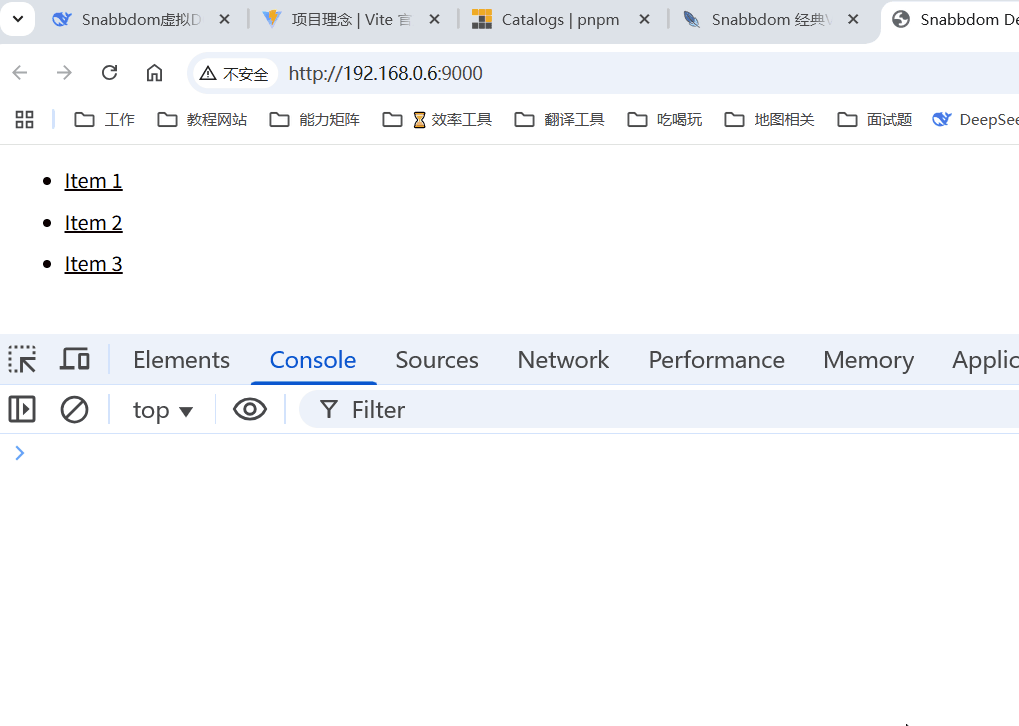 Snabbdom虚拟D
项目理念 | Vite 官
Catalogs | pnpm
Snabbdom 经典V
Snabbdom De
不安全 http://192.168.0.6:9000
工作 教程网站 能力矩阵 效率工具 翻译工具 吃喝玩 地图相关 面试题 DeepSee
Item 1
Item 2
Item 3
Elements Console Sources Network Performance Memory Applic
top Filter